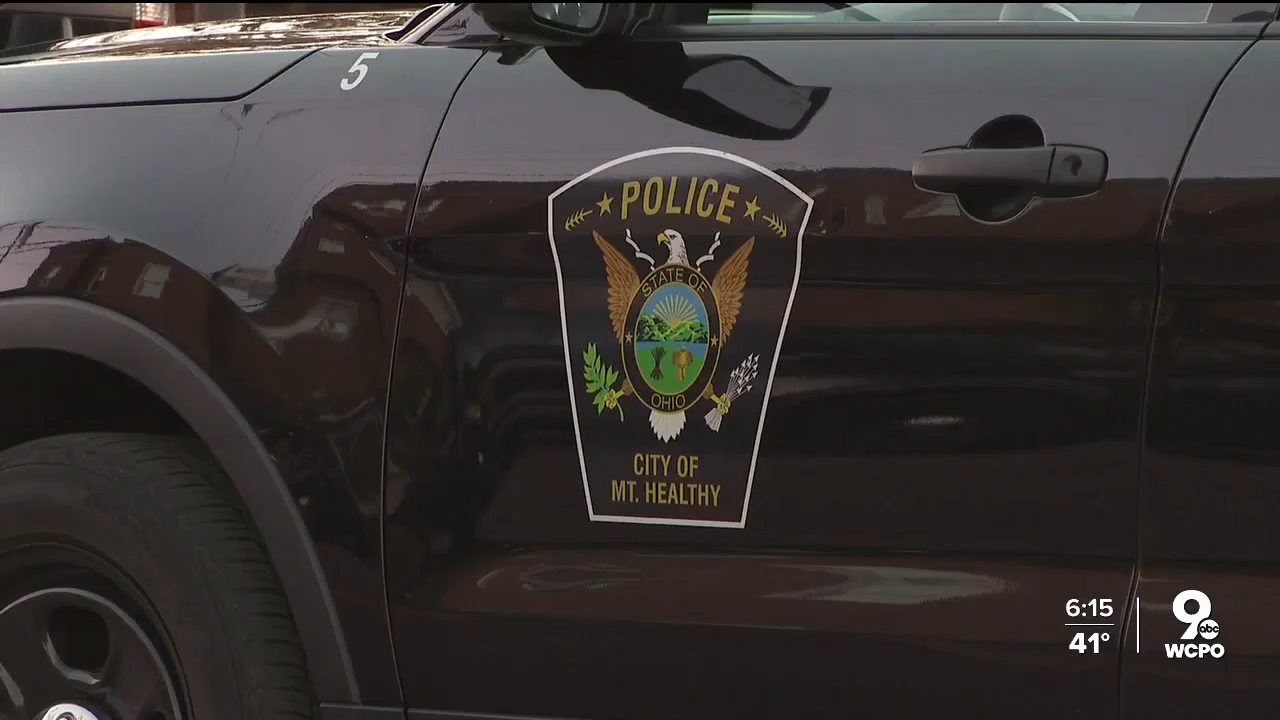 5
POLICE
STATE OF
OHIO
CITY OF
MT. HEALTHY
6:15
41°
9
abc
WCPO